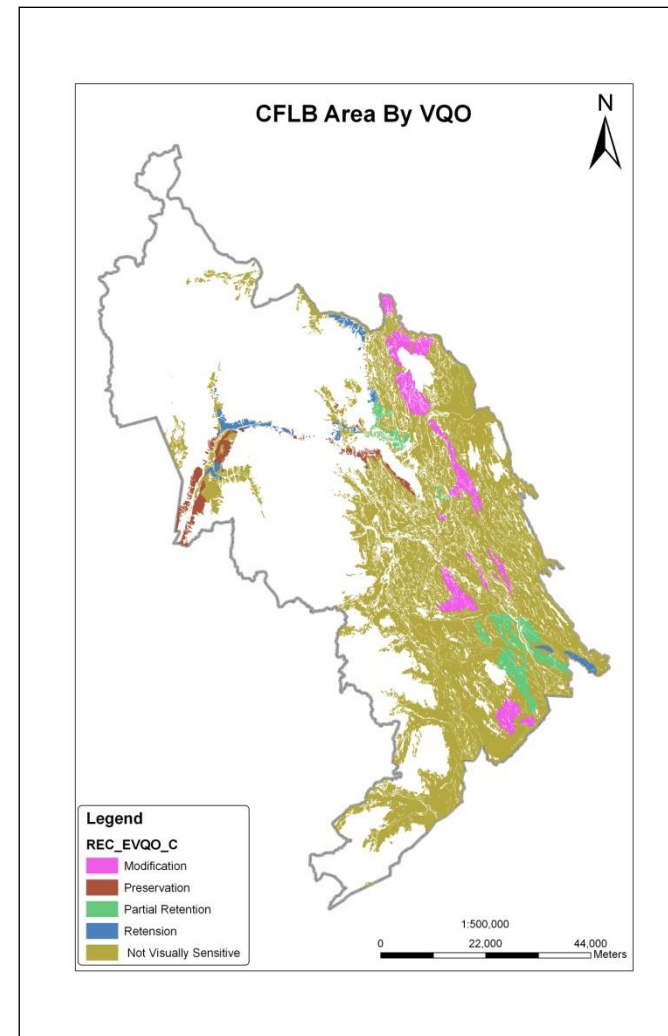 CFLB Area By VQO
N
Legend
REC_EVQO_C
Modification
Preservation
Partial Retention
Retension
Not Visually Sensitive
1:500,000
0 22,000 44,000
Meters